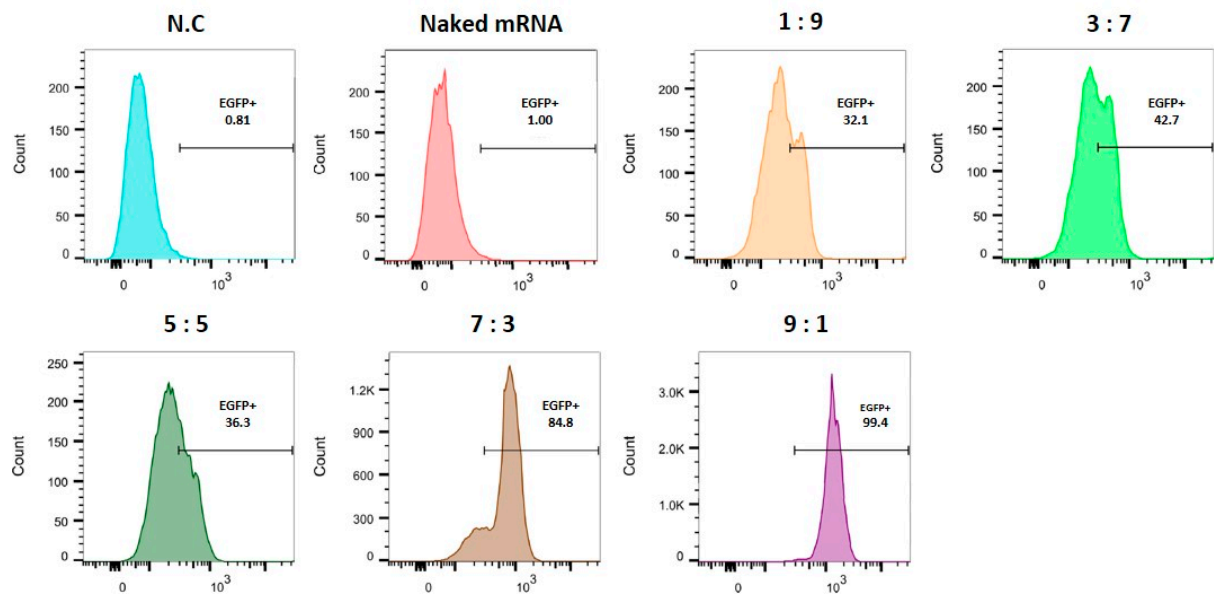 N.C
Naked mRNA
1 : 9
3 : 7
Count
200
150
100
50
0
EGFP+
0.81
0
10³
Count
200
150
100
50
0
EGFP+
1.00
0
10³
Count
200
150
100
50
0
EGFP+
32.1
0
10³
Count
200
150
100
50
0
EGFP+
42.7
0
10³
5 : 5
7 : 3
9 : 1
Count
250
200
150
100
50
0
EGFP+
36.3
0
10³
Count
1.2K
900
600
300
0
EGFP+
84.8
0
10³
Count
3.0K
2.0K
1.0K
0
EGFP+
99.4
0
10³